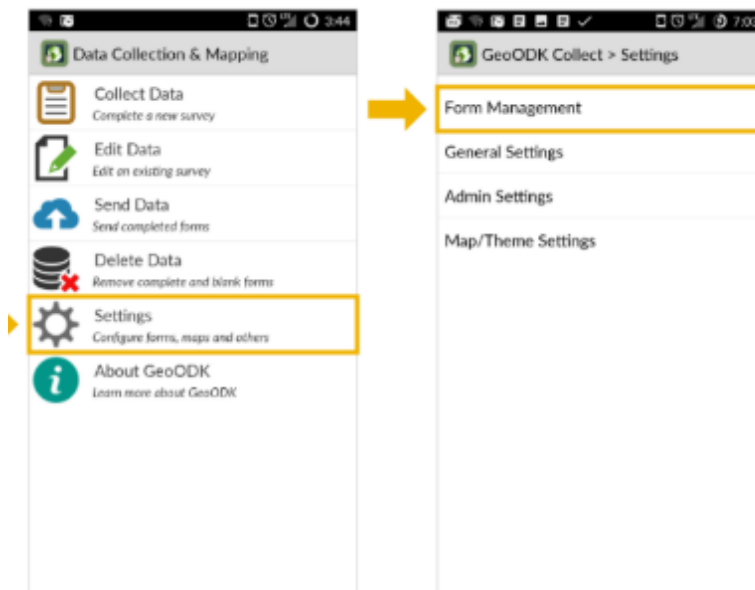 3:44
Data Collection & Mapping
Collect Data
Complete a new survey
Edit Data
Edit an existing survey
Send Data
Send completed forms
Delete Data
Remove complete and blank forms
Settings
Configure forms, maps and others
About GeoODK
Learn more about GeoODK
7:03
GeoODK Collect > Settings
Form Management
General Settings
Admin Settings
Map/Theme Settings